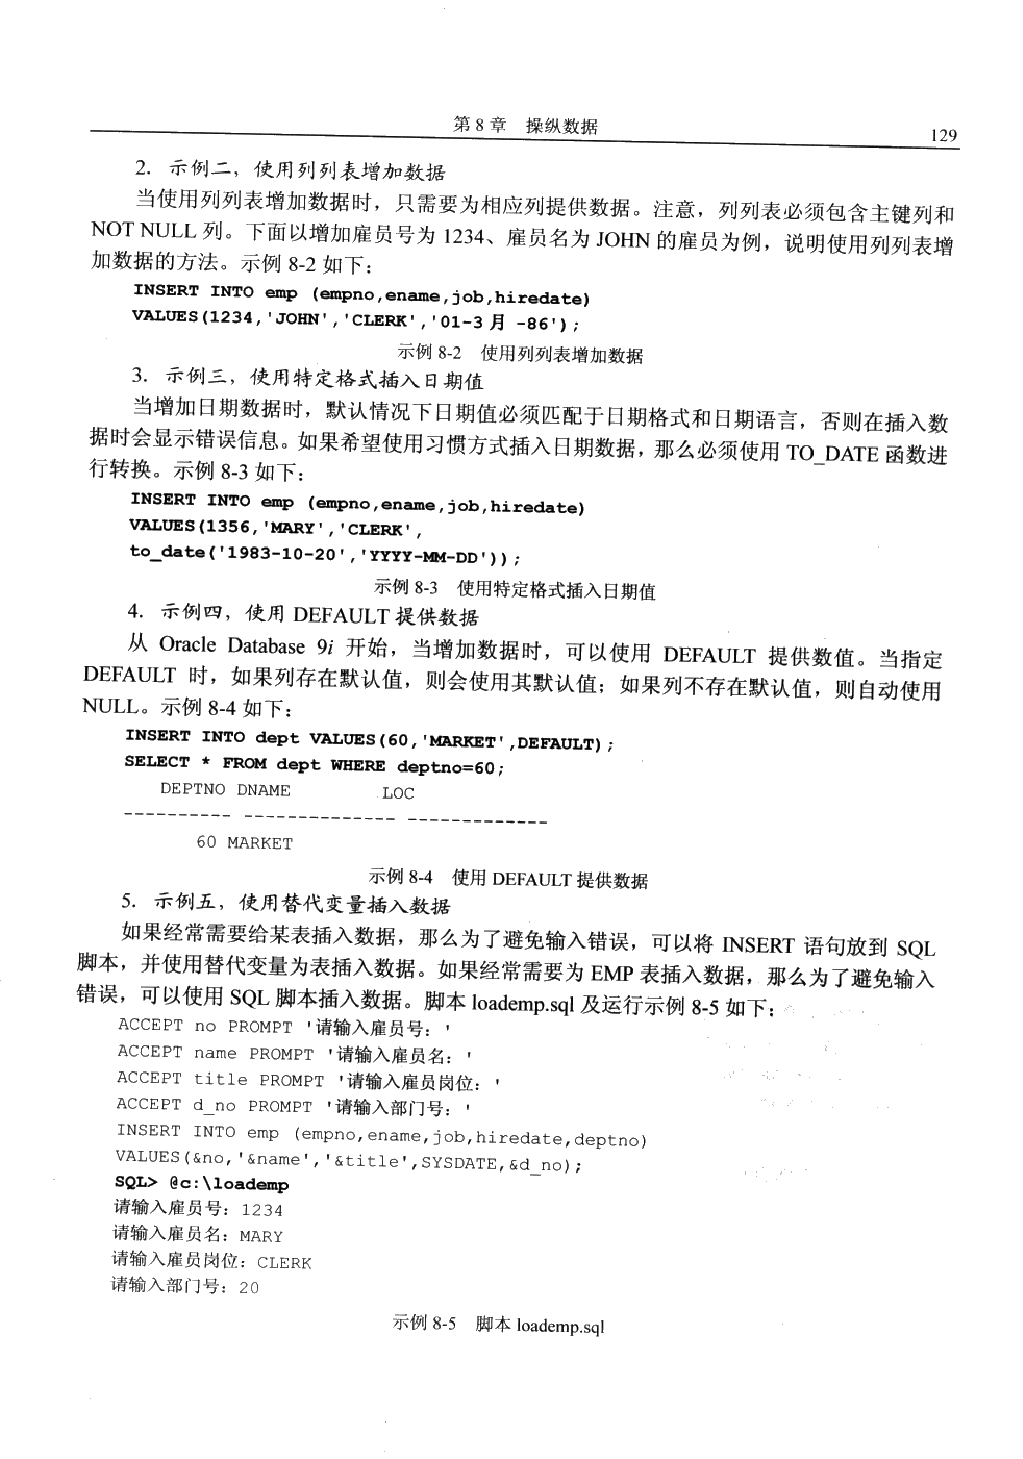 第 8 章 操纵数据
129
2. 示例二，使用列列表增加数据
当使用列列表增加数据时，只需要为相应列提供数据。注意，列列表必须包含主键列和
NOT NULL 列。下面以增加雇员号为 1234、雇员名为 JOHN 的雇员为例，说明使用列列表增
加数据的方法。示例 8-2 如下：
INSERT INTO emp (empno,ename,job,hiredate)
VALUES(1234,'JOHN','CLERK','01-3 月 -86');
示例 8-2 使用列列表增加数据
3. 示例三，使用特定格式插入日期值
当增加日期数据时，默认情况下日期值必须匹配于日期格式和日期语言，否则在插入数
据时会显示错误信息。如果希望使用习惯方式插入日期数据，那么必须使用 TO_DATE 函数进
行转换。示例 8-3 如下：
INSERT INTO emp (empno,ename,job,hiredate)
VALUES(1356,'MARY','CLERK',
to_date('1983-10-20','YYYY-MM-DD'));
示例 8-3 使用特定格式插入日期值
4. 示例四，使用 DEFAULT 提供数据
从 Oracle Database 9i 开始，当增加数据时，可以使用 DEFAULT 提供数值。当指定
DEFAULT 时，如果列存在默认值，则会使用其默认值；如果列不存在默认值，则自动使用
NULL。示例 8-4 如下：
INSERT INTO dept VALUES(60,'MARKET',DEFAULT);
SELECT * FROM dept WHERE deptno=60;
DEPTNO DNAME LOC
---------- -------------- -------------
60 MARKET
示例 8-4 使用 DEFAULT 提供数据
5. 示例五，使用替代变量插入数据
如果经常需要给某表插入数据，那么为了避免输入错误，可以将 INSERT 语句放到 SQL
脚本，并使用替代变量为表插入数据。如果经常需要为 EMP 表插入数据，那么为了避免输入
错误，可以使用 SQL 脚本插入数据。脚本 loademp.sql 及运行示例 8-5 如下：
ACCEPT no PROMPT '请输入雇员号：'
ACCEPT name PROMPT '请输入雇员名：'
ACCEPT title PROMPT '请输入雇员岗位：'
ACCEPT d_no PROMPT '请输入部门号：'
INSERT INTO emp (empno,ename,job,hiredate,deptno)
VALUES(&no,'&name','&title',SYSDATE,&d_no);
SQL> @c:\loademp
请输入雇员号：1234
请输入雇员名：MARY
请输入雇员岗位：CLERK
请输入部门号：20
示例 8-5 脚本 loademp.sql